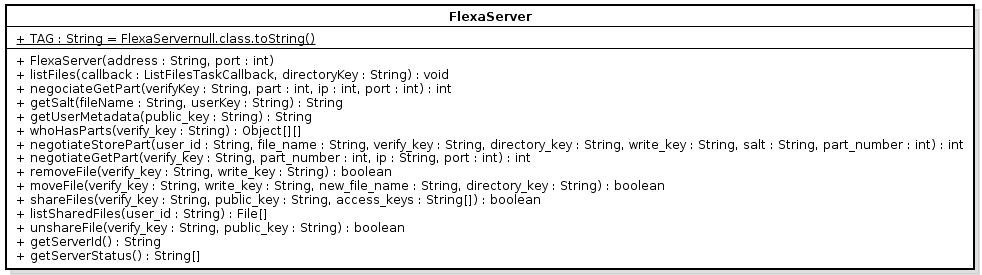 FlexaServer
+ TAG : String = FlexaServernull.class.toString()
+ FlexaServer(address : String, port : int)
+ listFiles(callback : ListFilesTaskCallback, directoryKey : String) : void
+ negociateGetPart(verifyKey : String, part : int, ip : int, port : int) : int
+ getSalt(fileName : String, userKey : String) : String
+ getUserMetadata(public_key : String) : String
+ whoHasParts(verify_key : String) : Object[][]
+ negotiateStorePart(user_id : String, file_name : String, verify_key : String, directory_key : String, write_key : String, salt : String, part_number : int) : int
+ negotiateGetPart(verify_key : String, part_number : int, ip : String, port : int) : int
+ removeFile(verify_key : String, write_key : String) : boolean
+ moveFile(verify_key : String, write_key : String, new_file_name : String, directory_key : String) : boolean
+ shareFiles(verify_key : String, public_key : String, access_keys : String[]) : boolean
+ listSharedFiles(user_id : String) : File[]
+ unshareFile(verify_key : String, public_key : String) : boolean
+ getServerId() : String
+ getServerStatus() : String[]